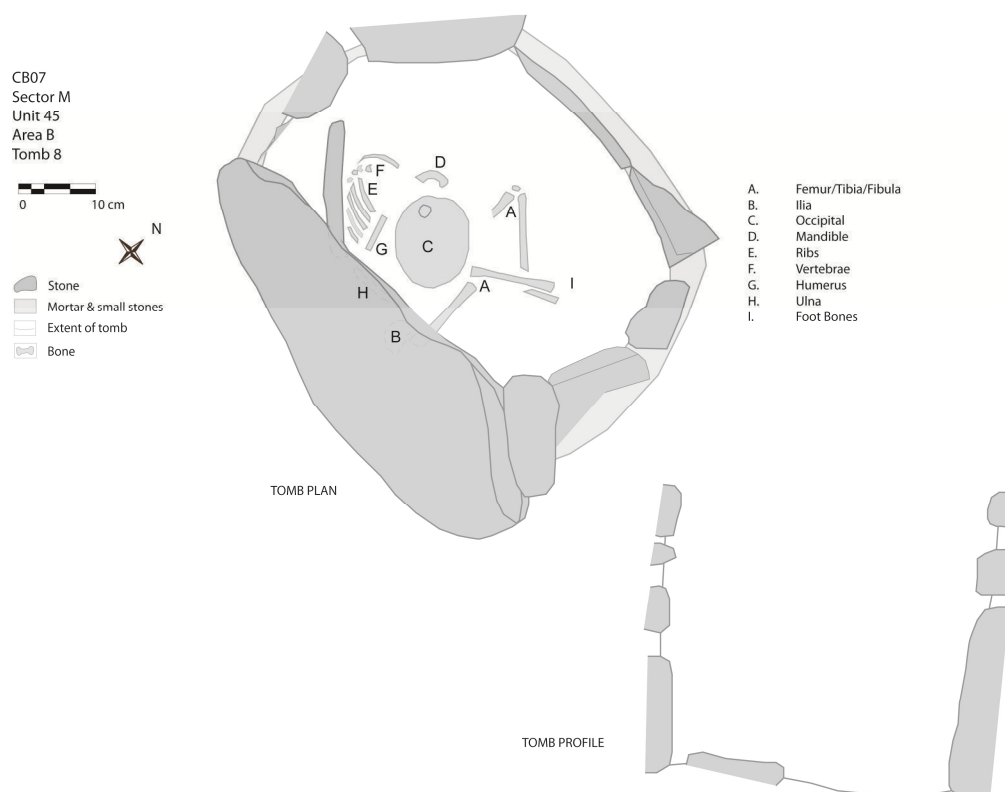 CB07
Sector M
Unit 45
Area B
Tomb 8
0 10 cm
N
Stone
Mortar & small stones
Extent of tomb
Bone
F
D
E
A
G
C
H
A
I
B
TOMB PLAN
A. Femur/Tibia/Fibula
B. Ilia
C. Occipital
D. Mandible
E. Ribs
F. Vertebrae
G. Humerus
H. Ulna
I. Foot Bones
TOMB PROFILE